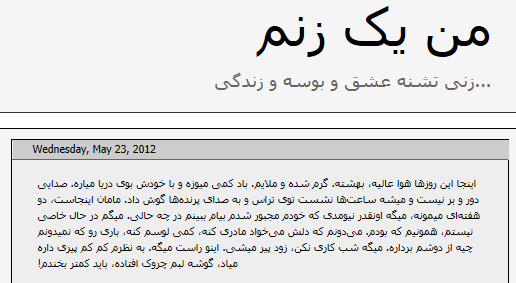 من یک زنم
...زنی تشنه عشق و بوسه و زندگی
Wednesday, May 23, 2012
اینجا این روزها هوا عالیه، بهشته. گرم شده و ملایم. باد کمی میوزه و با خودش بوی دریا میاره. صدایی
دور و بر نیست و میشه ساعت‌ها نشست توی تراس و به صدای پرنده‌ها گوش داد. مامان اینجاست، دو
هفته‌ای میمونه، میگه اونقدر نیومدی که خودم مجبور شدم بیام ببینم در چه حالی. میگم در حال خاصی
نیستم، همونیم که بودم. می‌دونم که دلش می‌خواد مادری کنه، کمی لوسم کنه، باری رو که نمیدونم
چیه از دوشم برداره. میگه شب کاری نکن، زود پیر میشی. اینو راست میگه. به نظرم کم کم پیری داره
میاد، گوشه لبم چروک افتاده، باید کمتر بخندم!